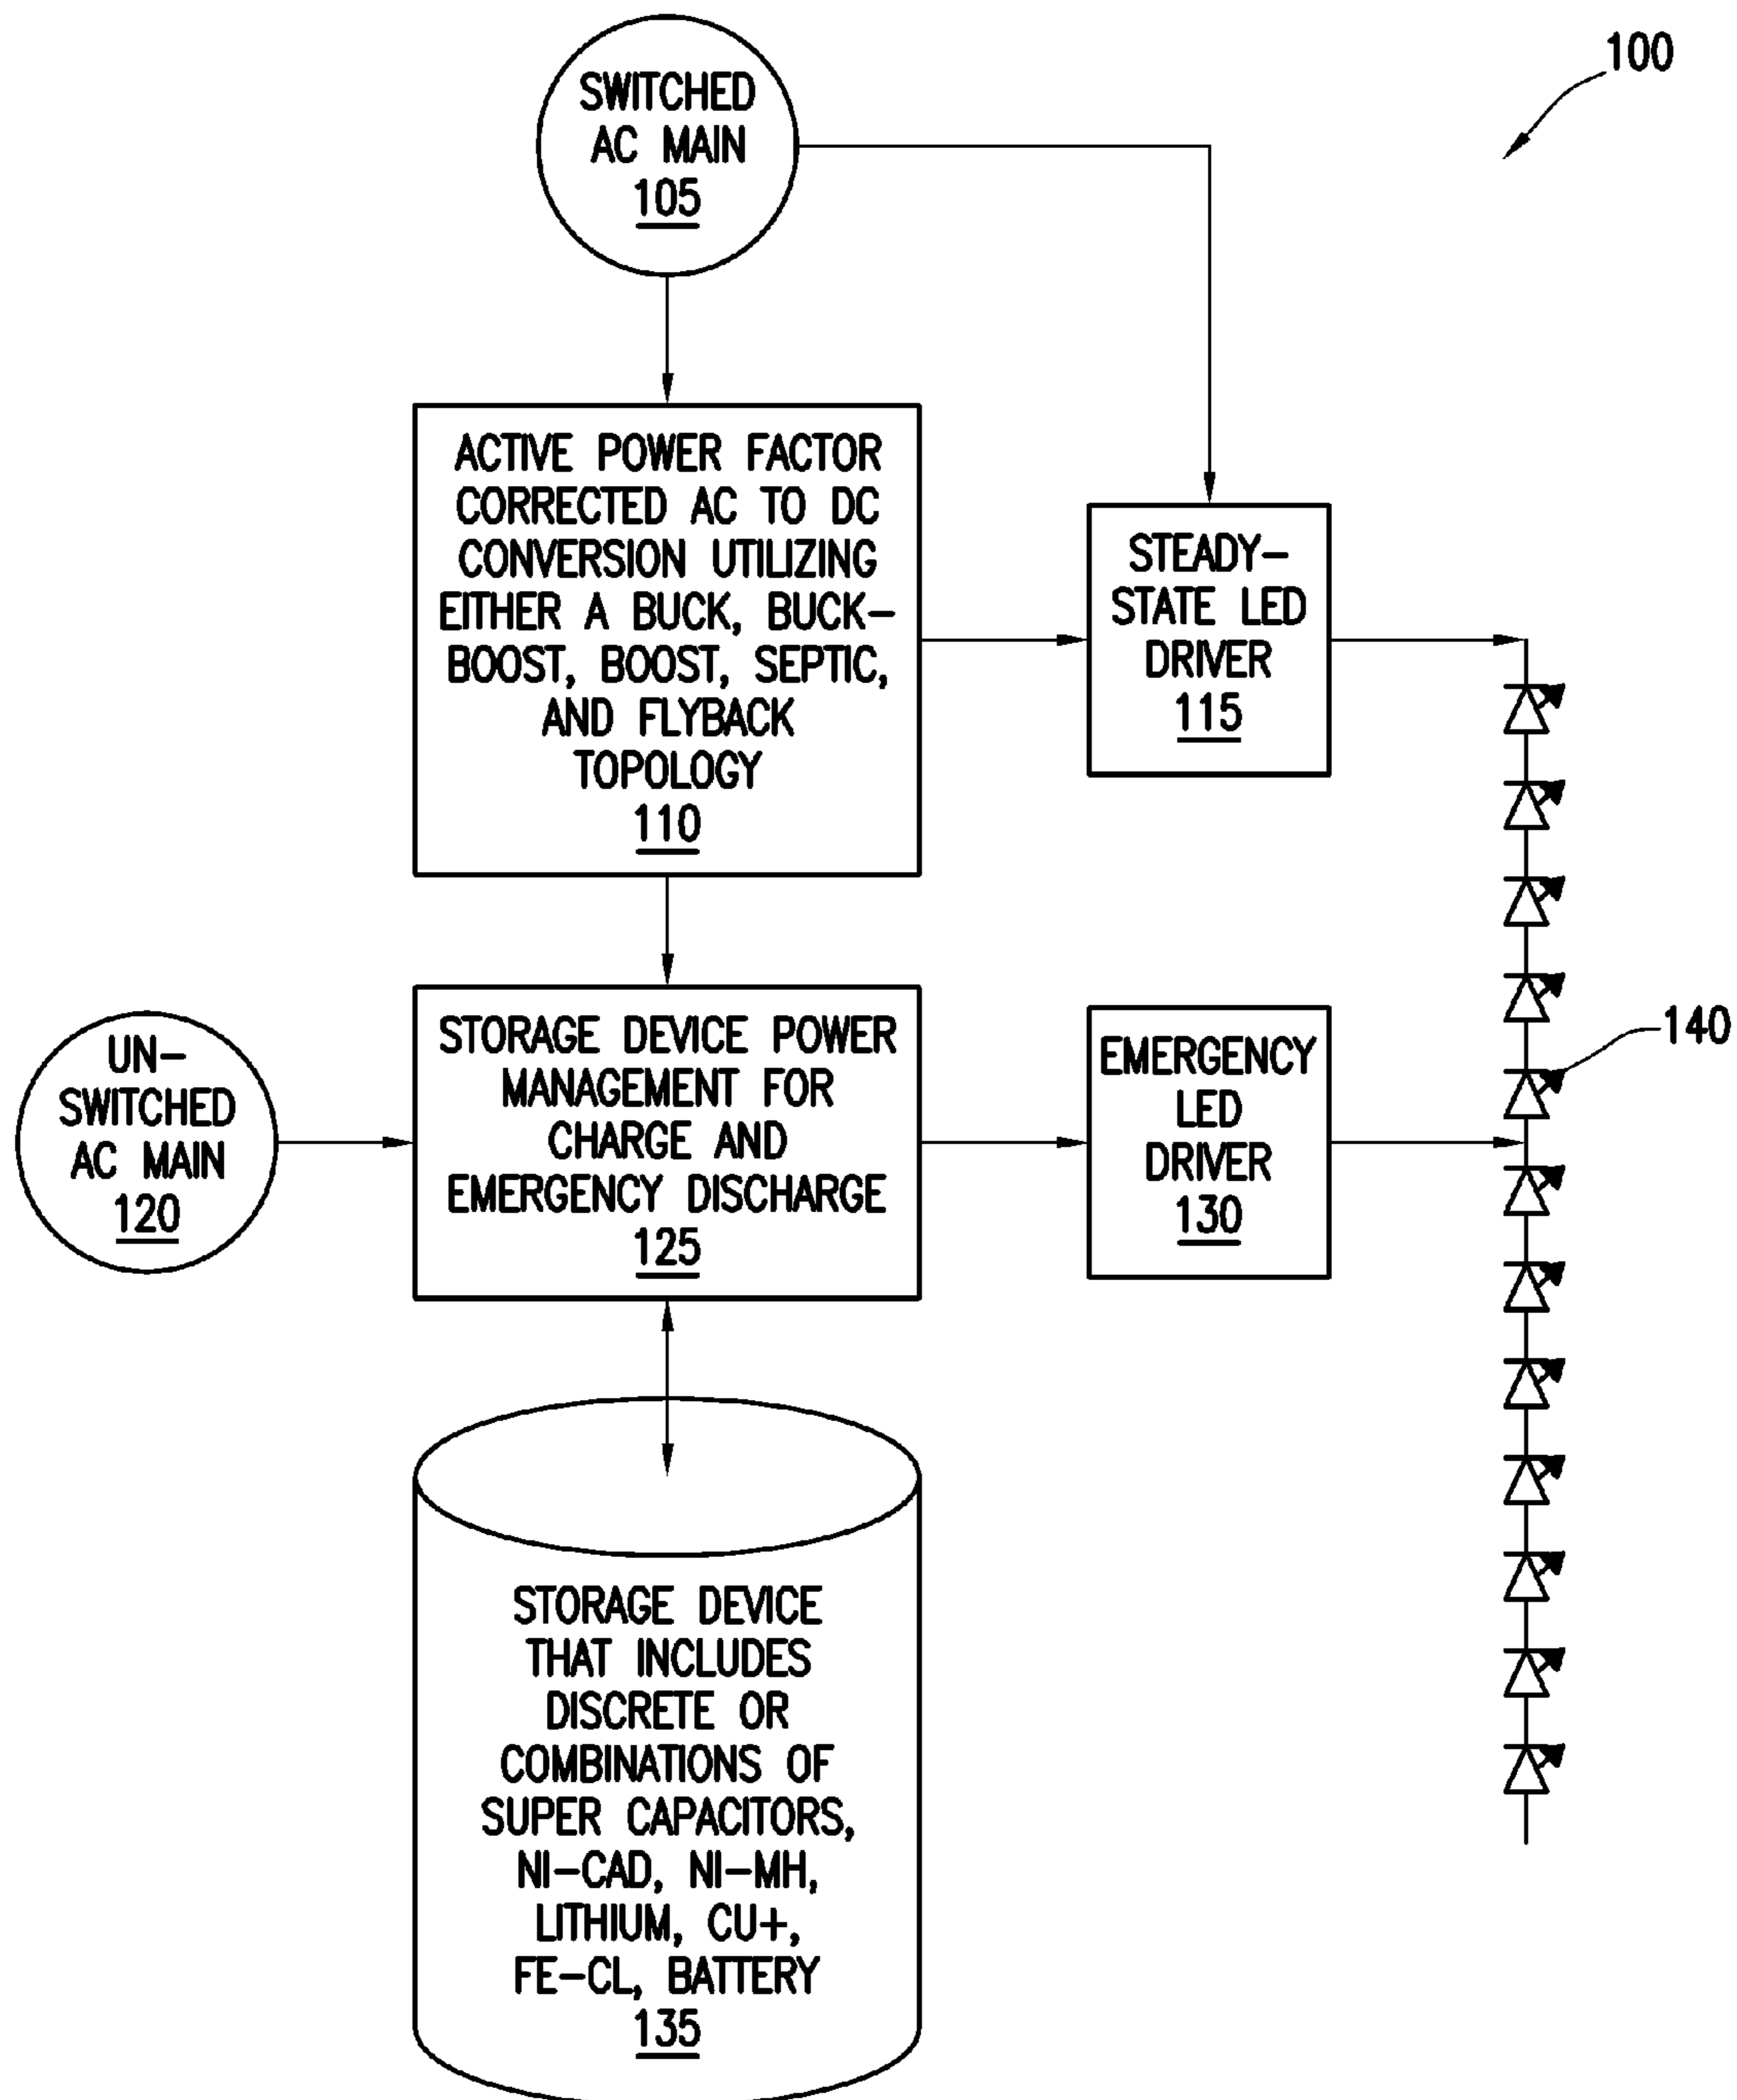 100
SWITCHED
AC MAIN
105
ACTIVE POWER FACTOR
CORRECTED AC TO DC
CONVERSION UTILIZING
EITHER A BUCK, BUCK-
BOOST, BOOST, SEPTIC,
AND FLYBACK
TOPOLOGY
110
STEADY-
STATE LED
DRIVER
115
UN-
SWITCHED
AC MAIN
120
STORAGE DEVICE POWER
MANAGEMENT FOR
CHARGE AND
EMERGENCY DISCHARGE
125
EMERGENCY
LED
DRIVER
130
140
STORAGE DEVICE
THAT INCLUDES
DISCRETE OR
COMBINATIONS OF
SUPER CAPACITORS,
NI-CAD, NI-MH,
LITHIUM, CU+,
FE-CL, BATTERY
135